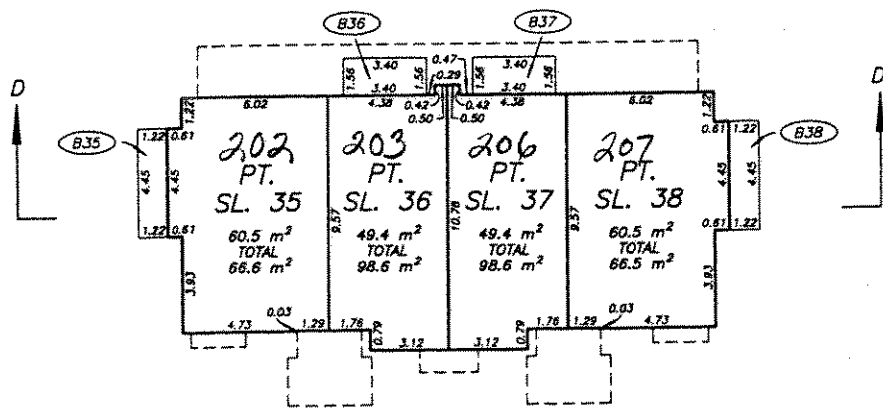 B36
B37
3.40
1.56
1.56
0.47
0.29
3.40
1.56
1.56
D
D
3.40
4.38
0.42
0.50
0.42
0.50
3.40
4.38
6.02
6.02
1.22
1.22
B35
1.22
0.61
0.61
1.22
B38
4.45
4.45
4.45
4.45
1.22
0.61
0.61
1.22
202
203
206
207
PT.
PT.
PT.
PT.
SL. 35
SL. 36
SL. 37
SL. 38
9.57
10.78
9.57
60.5 m²
49.4 m²
49.4 m²
60.5 m²
TOTAL
TOTAL
TOTAL
TOTAL
66.6 m²
98.6 m²
98.6 m²
66.5 m²
3.93
3.93
0.03
0.03
4.73
1.29
1.76
0.79
3.12
3.12
0.79
1.76
1.29
4.73